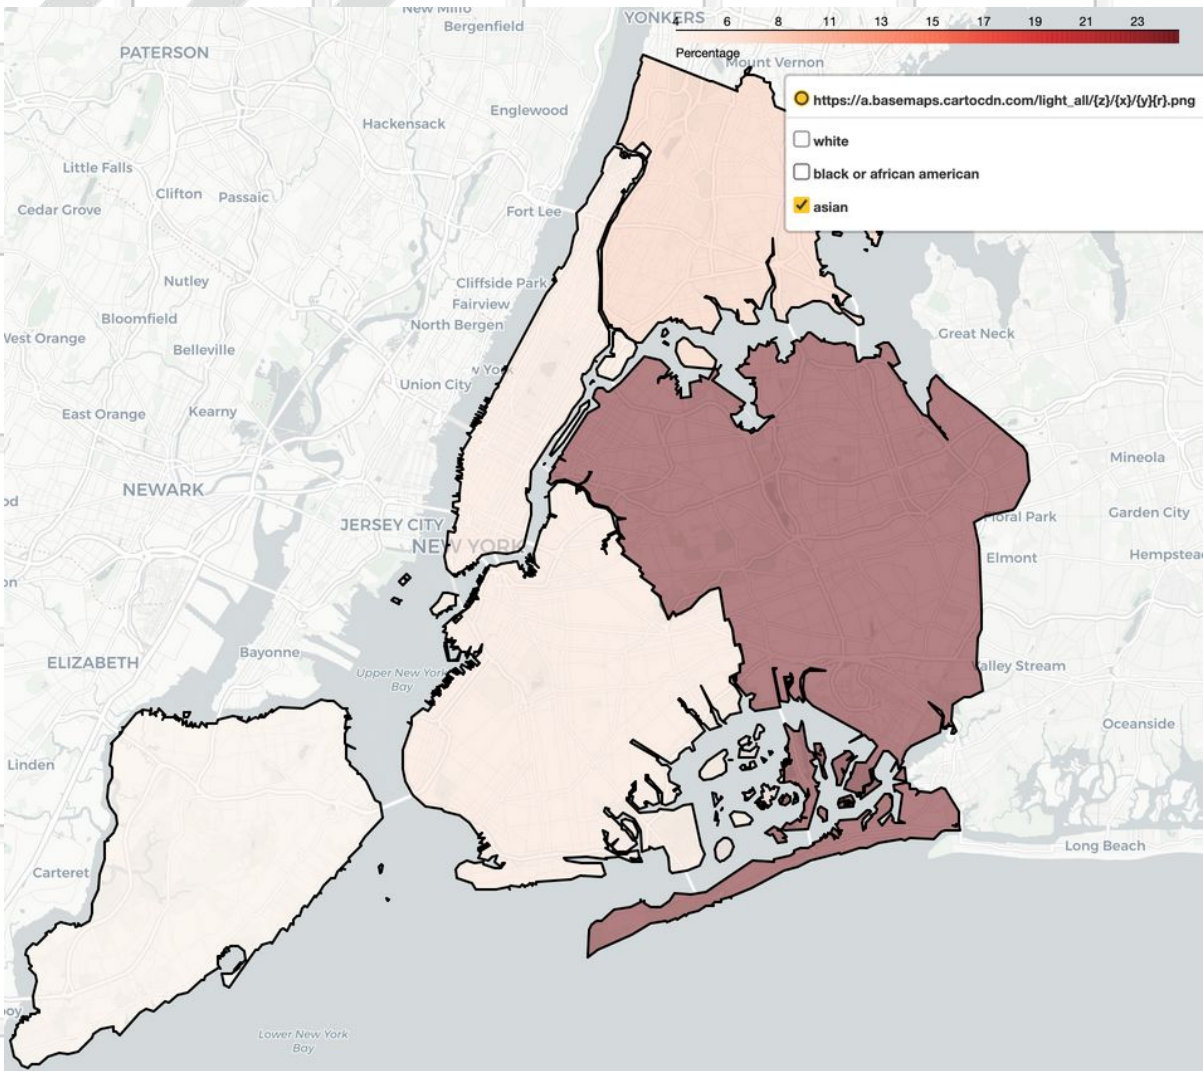 New Milfo
Bergenfield
YONKERS
4 6 8 11 13 15 17 19 21 23
Percentage
PATERSON
Mount Vernon
Englewood
https://a.basemaps.cartocdn.com/light_all/{z}/{x}/{y}{r}.png
Hackensack
white
Little Falls
black or african american
Clifton
Passaic
Cedar Grove
Fort Lee
asian
Nutley
Cliffside Park
Fairview
Bloomfield
North Bergen
West Orange
Great Neck
Belleville
w York
Union City
East Orange
Kearny
Mineola
NEWARK
Floral Park
Garden City
JERSEY CITY
NEW YORK
Elmont
Hempstea
on
Bayonne
ELIZABETH
Valley Stream
Upper New York
Bay
Oceanside
Linden
Long Beach
Carteret
Lower New York
Bay